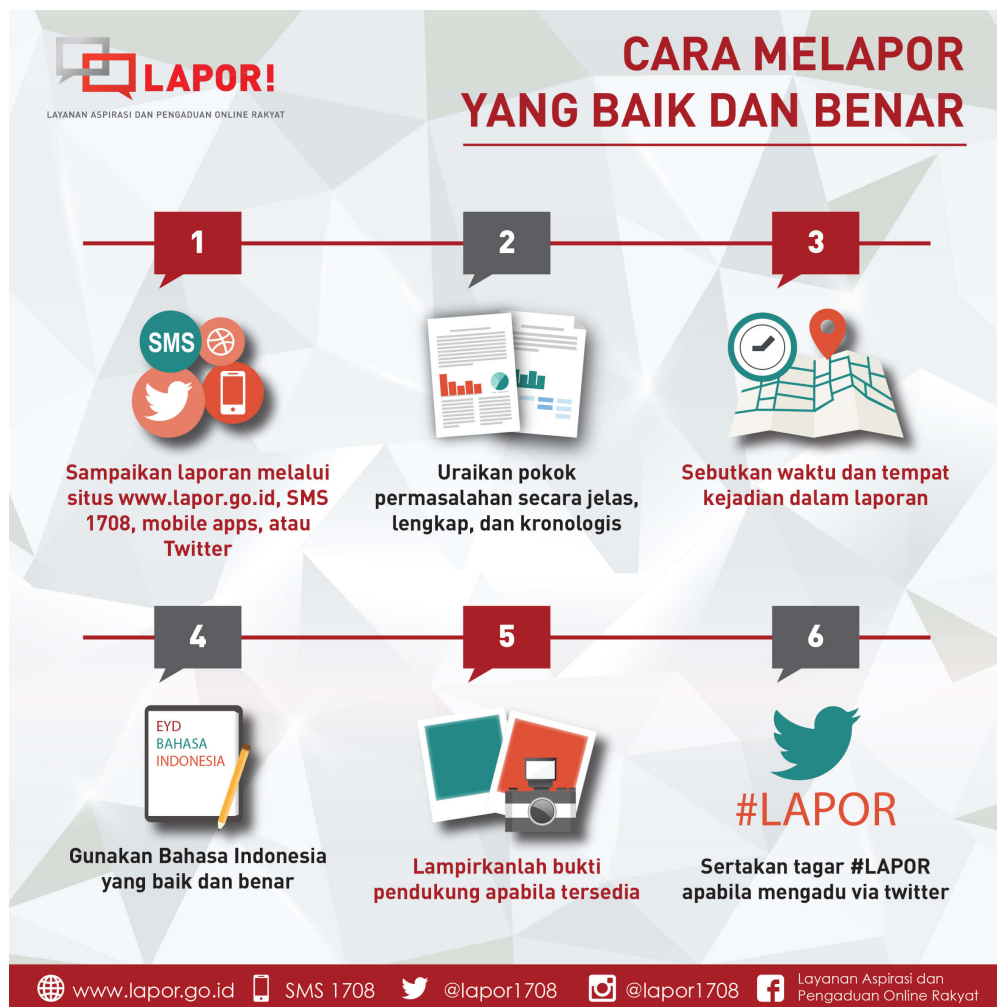 LAPOR!
LAYANAN ASPIRASI DAN PENGADUAN ONLINE RAKYAT
CARA MELAPOR
YANG BAIK DAN BENAR
1
2
3
SMS
Sampaikan laporan melalui
situs www.lapor.go.id, SMS
1708, mobile apps, atau
Twitter
Uraikan pokok
permasalahan secara jelas,
lengkap, dan kronologis
Sebutkan waktu dan tempat
kejadian dalam laporan
4
5
6
EYD
BAHASA
INDONESIA
#LAPOR
Gunakan Bahasa Indonesia
yang baik dan benar
Lampirkanlah bukti
pendukung apabila tersedia
Sertakan tagar #LAPOR
apabila mengadu via twitter
www.lapor.go.id
SMS 1708
@lapor1708
@lapor1708
Layanan Aspirasi dan
Pengaduan Online Rakyat